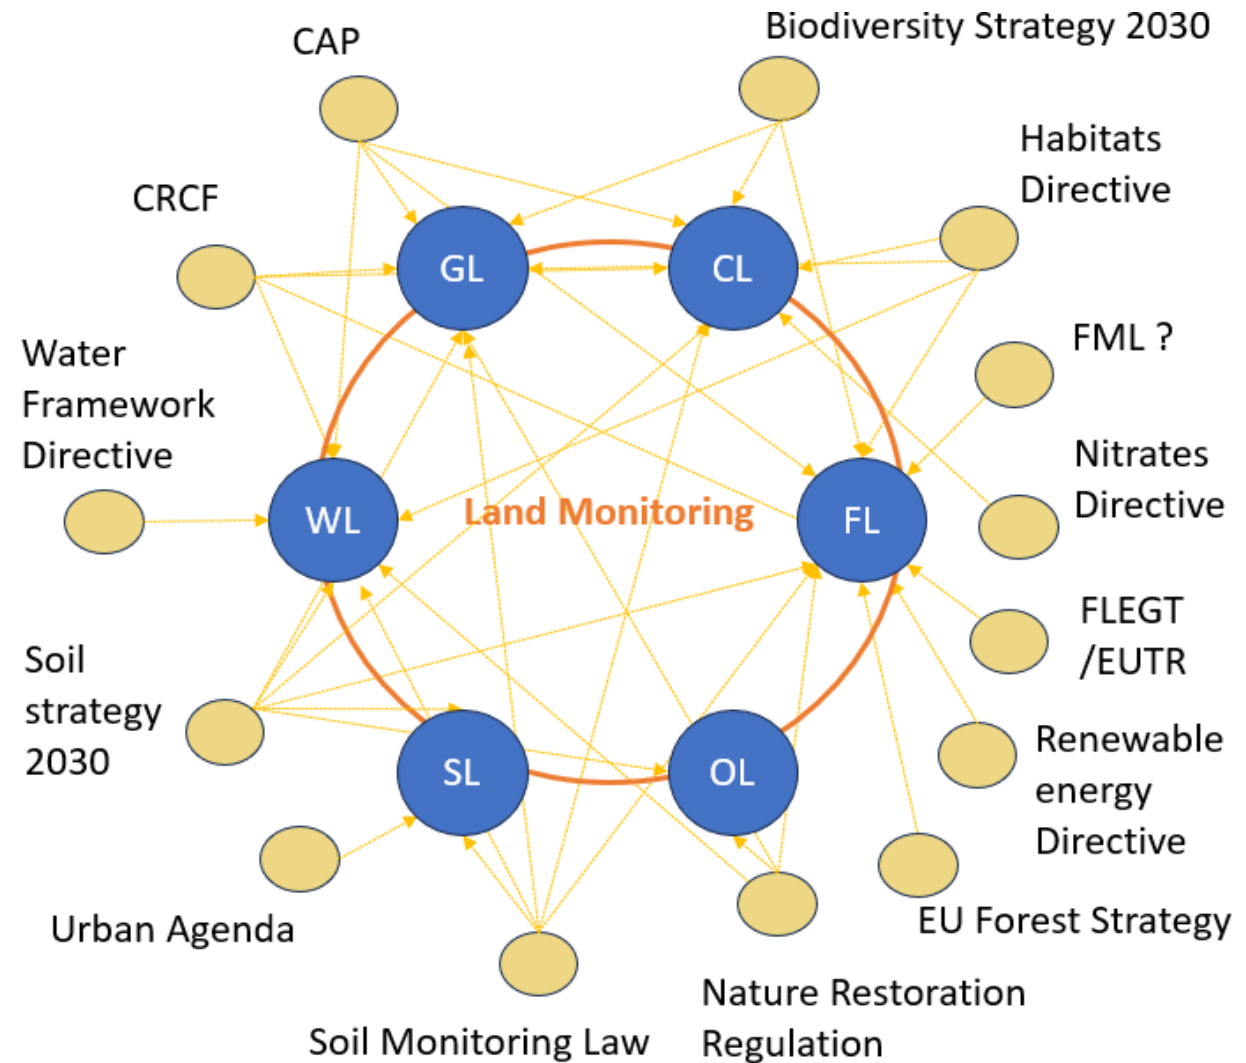 Biodiversity Strategy 2030
CAP
Habitats
Directive
CRCF
GL
CL
FML ?
Water
Framework
Directive
Nitrates
Directive
WL
Land Monitoring
FL
FLEGT
/EUTR
Soil
strategy
2030
SL
OL
Renewable
energy
Directive
Urban Agenda
EU Forest Strategy
Nature Restoration
Regulation
Soil Monitoring Law